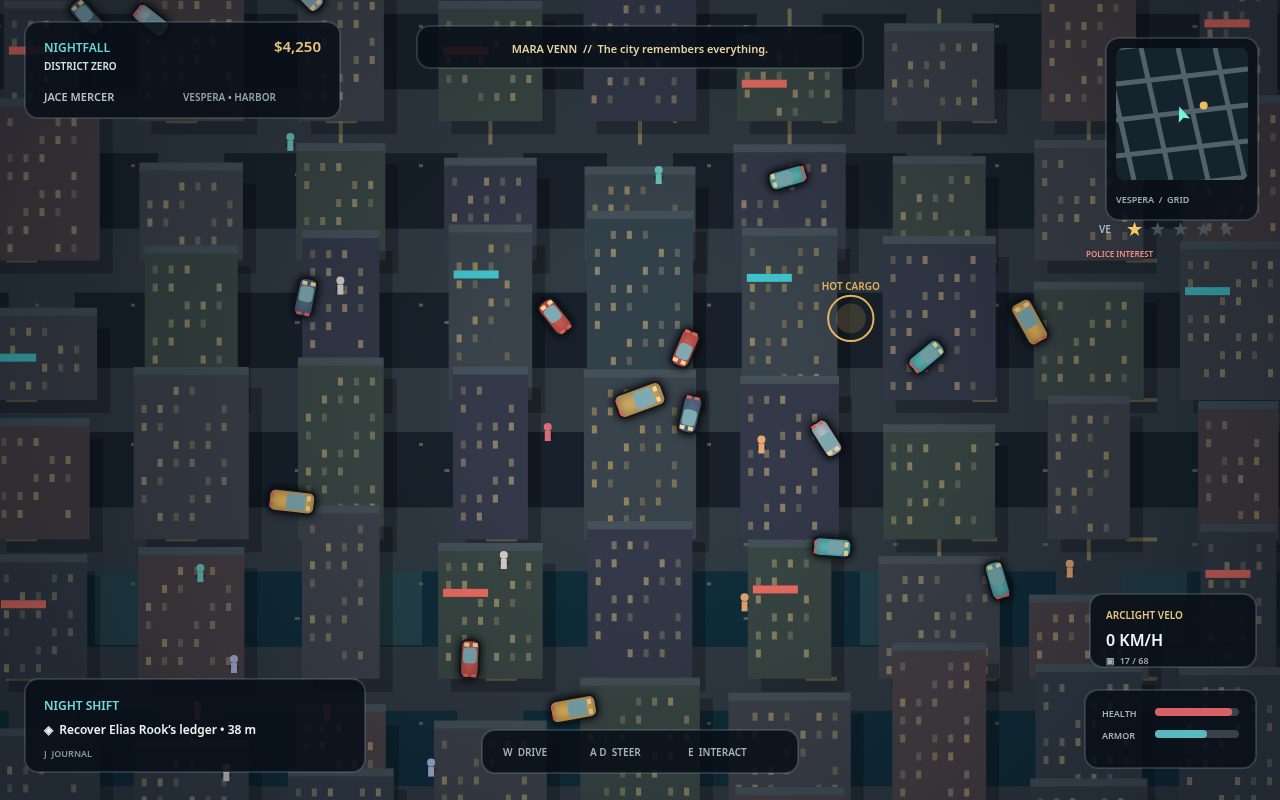 NIGHTFALL
$4,250
DISTRICT ZERO
JACE MERCER
VESPERA • HARBOR
MARA VENN // The city remembers everything.
VESPERA / GRID
VE
POLICE INTEREST
HOT CARGO
ARCLIGHT VELO
0 KM/H
17 / 68
HEALTH
ARMOR
NIGHT SHIFT
◈ Recover Elias Rook's ledger • 38 m
J JOURNAL
W DRIVE
A D STEER
E INTERACT